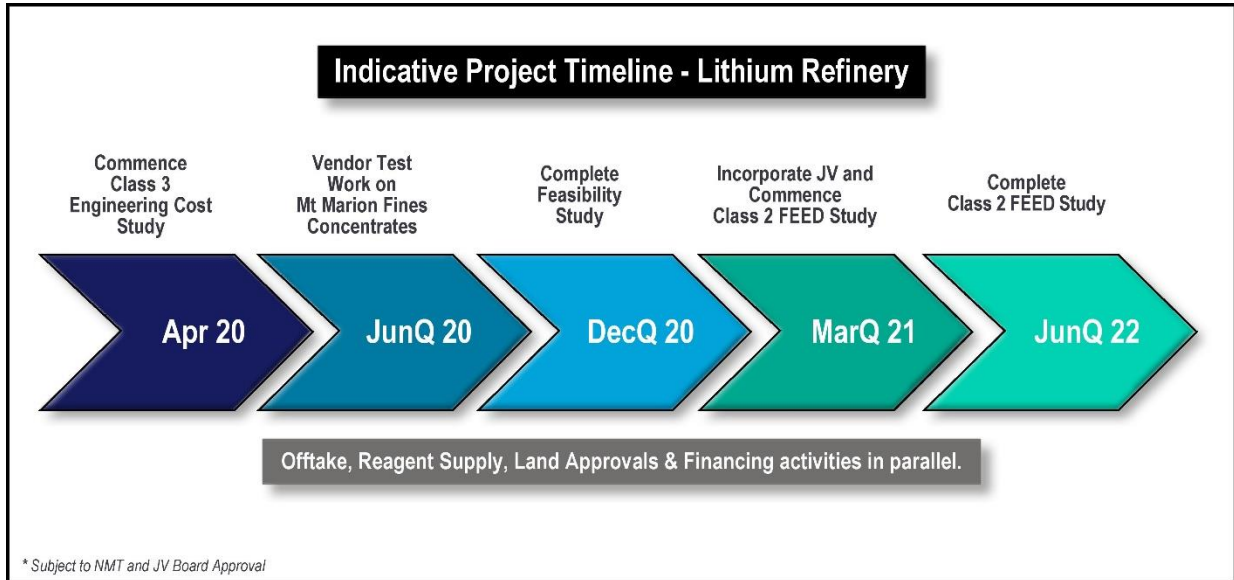 Indicative Project Timeline - Lithium Refinery
Commence
Class 3
Engineering Cost
Study
Vendor Test
Work on
Mt Marion Fines
Concentrates
Complete
Feasibility
Study
Incorporate JV and
Commence
Class 2 FEED Study
Complete
Class 2 FEED Study
Apr 20
JunQ 20
DecQ 20
MarQ 21
JunQ 22
Offtake, Reagent Supply, Land Approvals & Financing activities in parallel.
* Subject to NMT and JV Board Approval